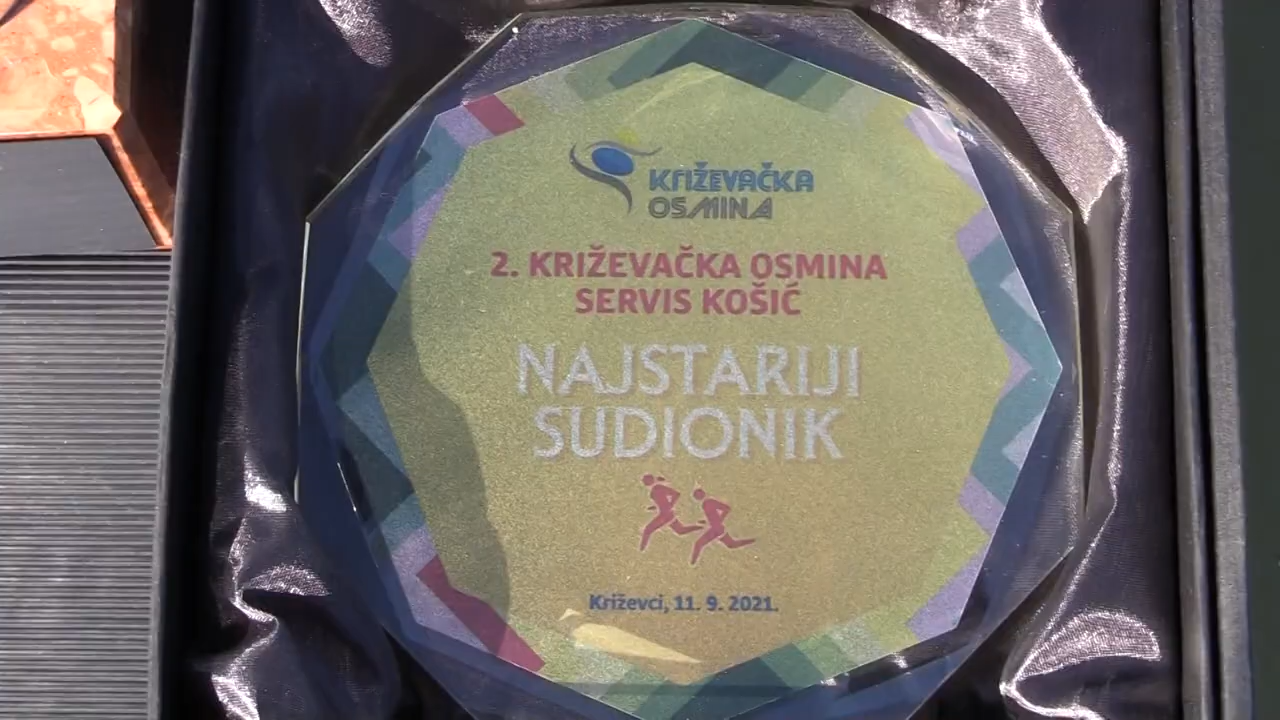 KRIŽEVAČKA
OSMINA
2. KRIŽEVAČKA OSMINA
SERVIS KOŠIĆ
NAJSTARIJI
SUDIONIK
Križevci, 11. 9. 2021.